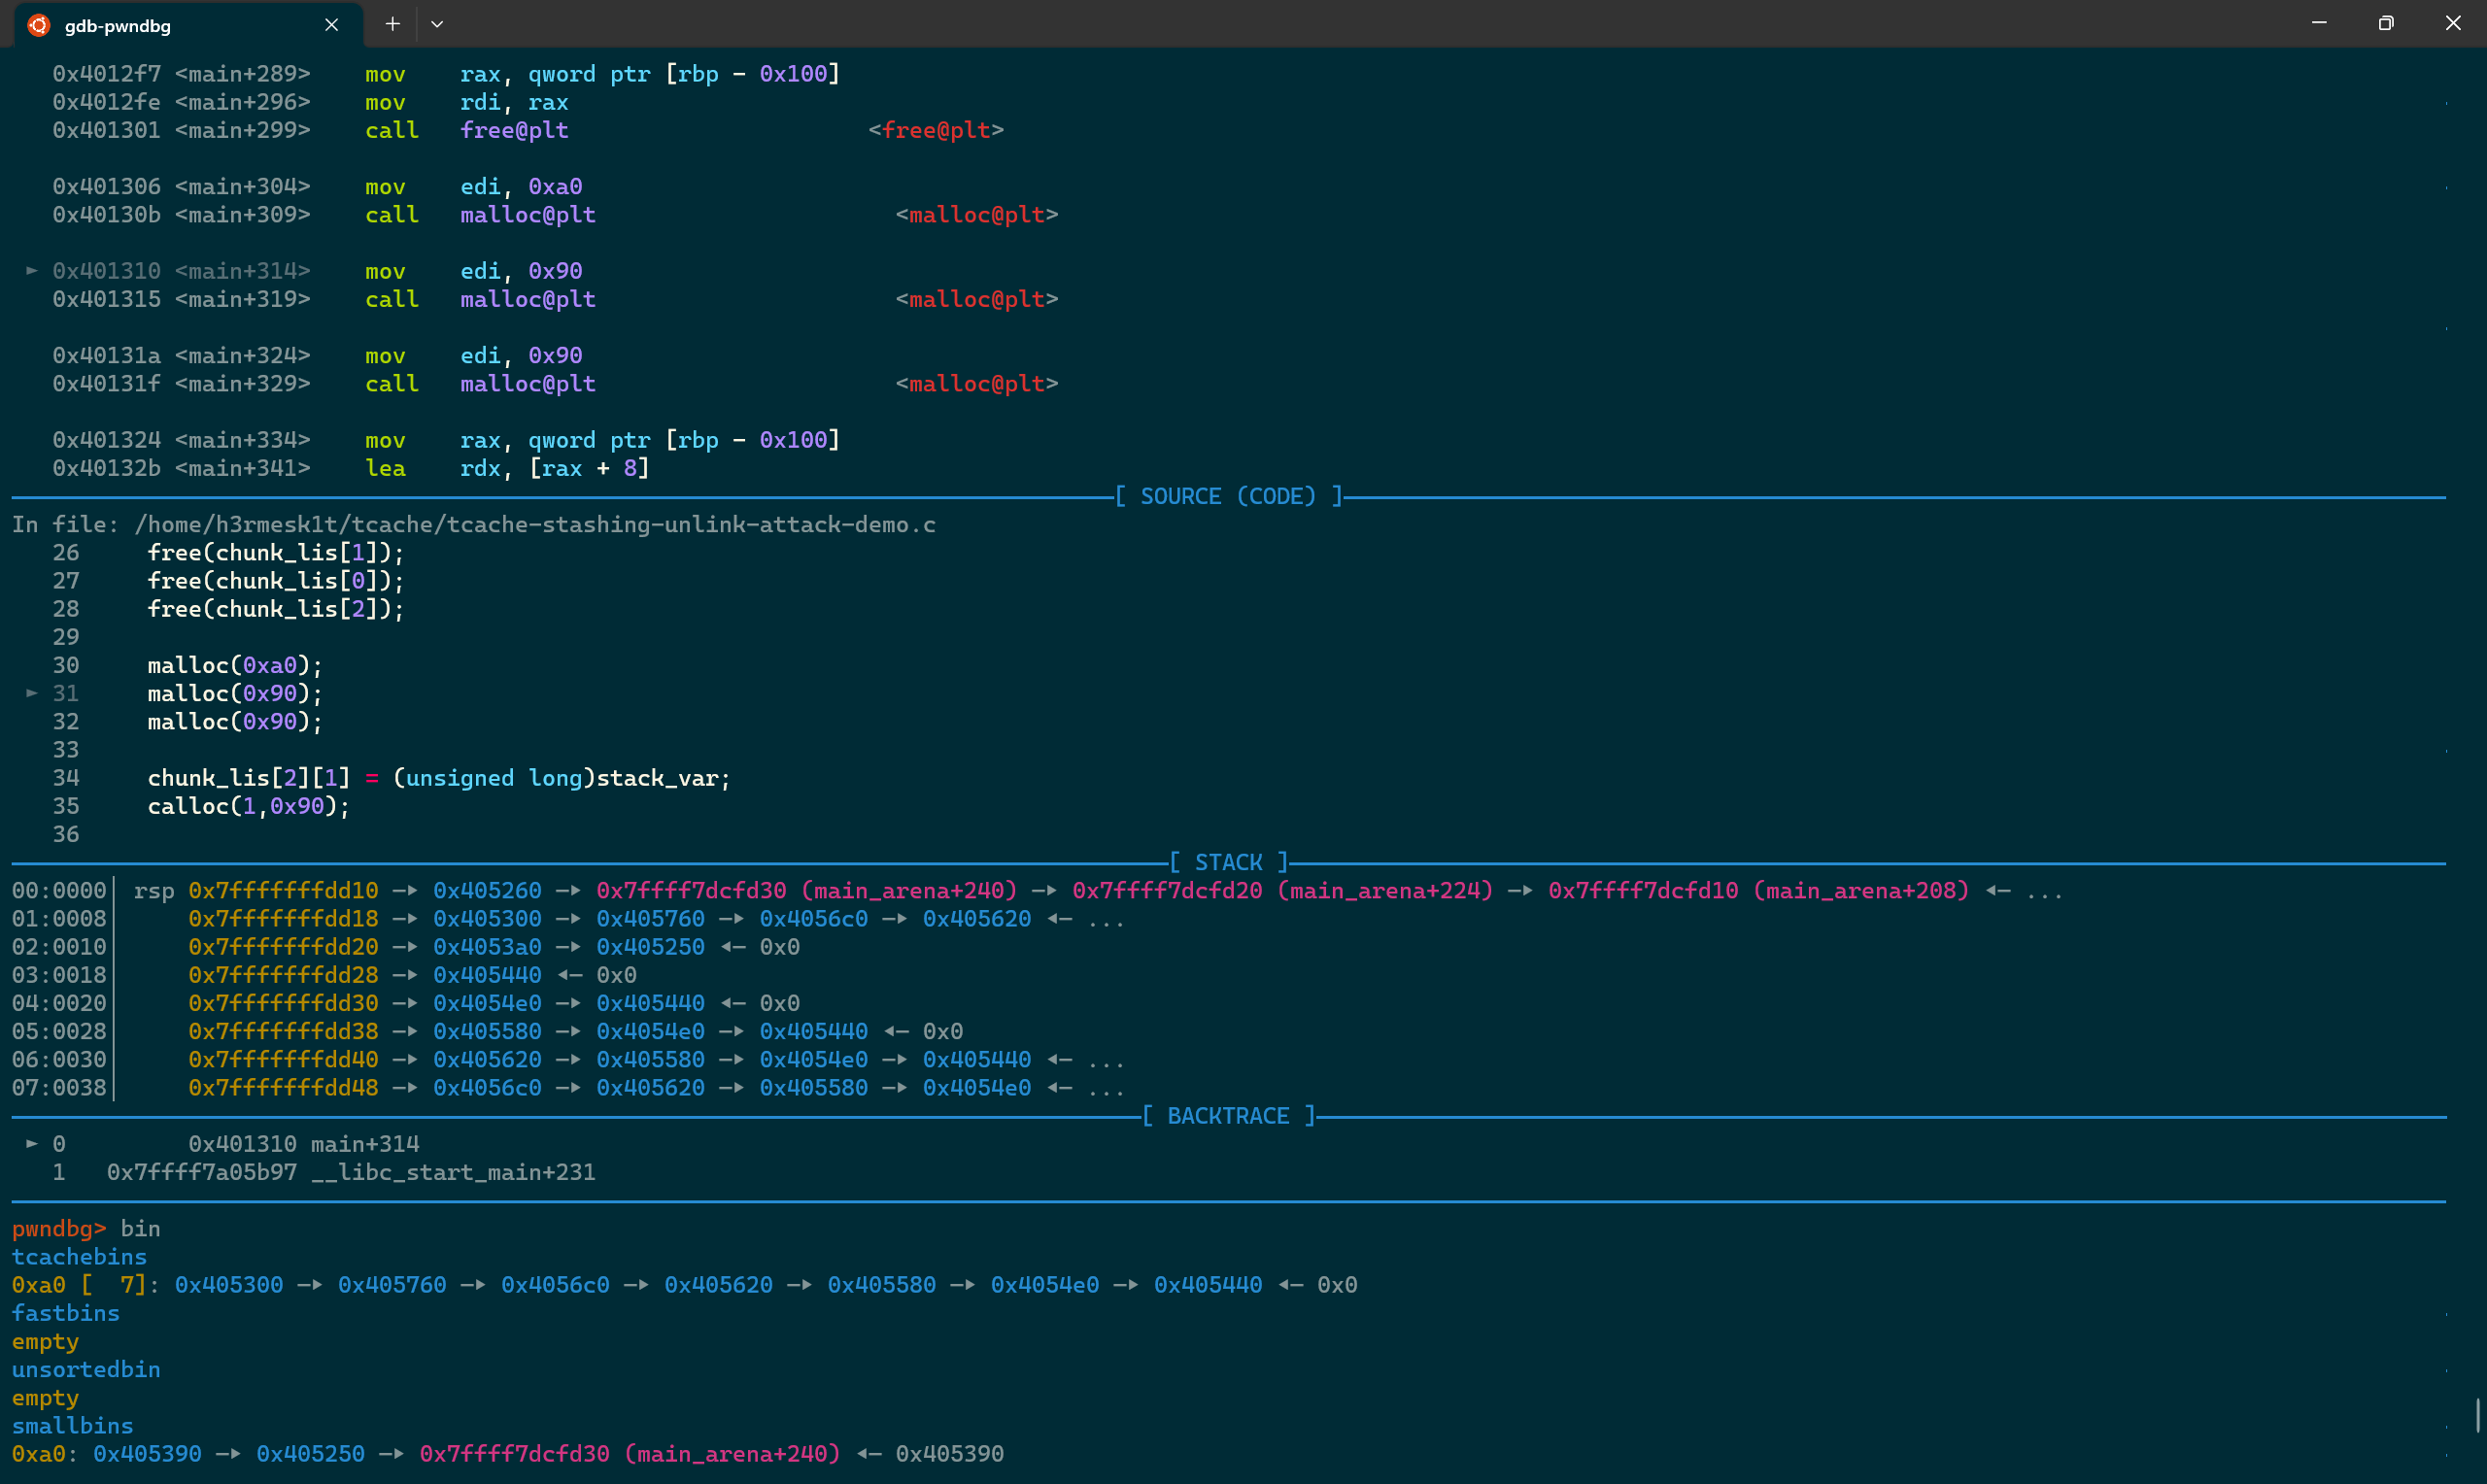 gdb-pwndbg
0x4012f7 <main+289>    mov    rax, qword ptr [rbp - 0x100]
0x4012fe <main+296>    mov    rdi, rax
0x401301 <main+299>    call   free@plt                      <free@plt>
0x401306 <main+304>    mov    edi, 0xa0
0x40130b <main+309>    call   malloc@plt                      <malloc@plt>
► 0x401310 <main+314>    mov    edi, 0x90
0x401315 <main+319>    call   malloc@plt                      <malloc@plt>
0x40131a <main+324>    mov    edi, 0x90
0x40131f <main+329>    call   malloc@plt                      <malloc@plt>
0x401324 <main+334>    mov    rax, qword ptr [rbp - 0x100]
0x40132b <main+341>    lea    rdx, [rax + 8]
[ SOURCE (CODE) ]
In file: /home/h3rmesk1t/tcache/tcache-stashing-unlink-attack-demo.c
26     free(chunk_lis[1]);
27     free(chunk_lis[0]);
28     free(chunk_lis[2]);
29
30     malloc(0xa0);
► 31     malloc(0x90);
32     malloc(0x90);
33
34     chunk_lis[2][1] = (unsigned long)stack_var;
35     calloc(1,0x90);
36
[ STACK ]
00:0000│ rsp 0x7fffffffdd10 —▸ 0x405260 —▸ 0x7ffff7dcfd30 (main_arena+240) —▸ 0x7ffff7dcfd20 (main_arena+224) —▸ 0x7ffff7dcfd10 (main_arena+208) ◂— ...
01:0008│     0x7fffffffdd18 —▸ 0x405300 —▸ 0x405760 —▸ 0x4056c0 —▸ 0x405620 ◂— ...
02:0010│     0x7fffffffdd20 —▸ 0x4053a0 —▸ 0x405250 ◂— 0x0
03:0018│     0x7fffffffdd28 —▸ 0x405440 ◂— 0x0
04:0020│     0x7fffffffdd30 —▸ 0x4054e0 —▸ 0x405440 ◂— 0x0
05:0028│     0x7fffffffdd38 —▸ 0x405580 —▸ 0x4054e0 —▸ 0x405440 ◂— 0x0
06:0030│     0x7fffffffdd40 —▸ 0x405620 —▸ 0x405580 —▸ 0x4054e0 —▸ 0x405440 ◂— ...
07:0038│     0x7fffffffdd48 —▸ 0x4056c0 —▸ 0x405620 —▸ 0x405580 —▸ 0x4054e0 ◂— ...
[ BACKTRACE ]
► 0         0x401310 main+314
1   0x7ffff7a05b97 __libc_start_main+231
pwndbg> bin
tcachebins
0xa0 [  7]: 0x405300 —▸ 0x405760 —▸ 0x4056c0 —▸ 0x405620 —▸ 0x405580 —▸ 0x4054e0 —▸ 0x405440 ◂— 0x0
fastbins
empty
unsortedbin
empty
smallbins
0xa0: 0x405390 —▸ 0x405250 —▸ 0x7ffff7dcfd30 (main_arena+240) ◂— 0x405390